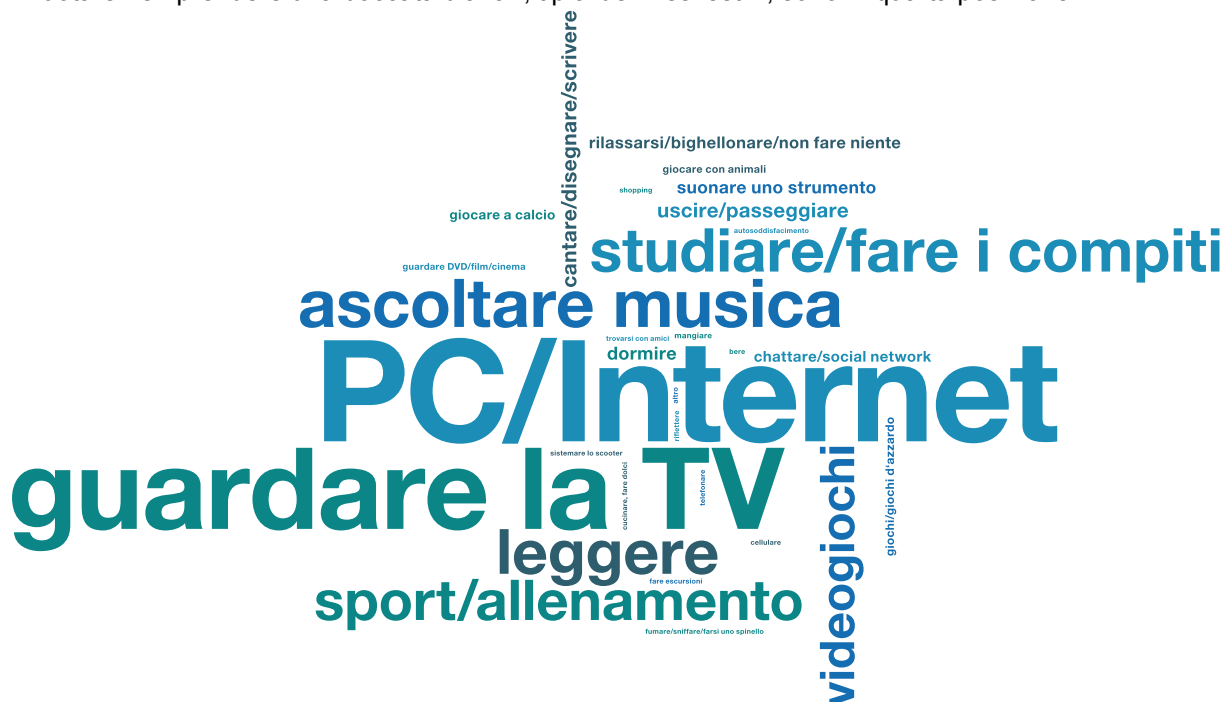 cantare/disegnare/scrivere
rilassarsi/bighellonare/non fare niente
giocare con animali
shopping
suonare uno strumento
giocare a calcio
uscire/passeggiare
autosoddisfacimento
studiare/fare i compiti
guardare DVD/film/cinema
ascoltare musica
trovarsi con amici
mangiare
dormire
bere
chattare/social network
PC/Internet
altro
riflettere
giochi/giochi d'azzardo
sistemare lo scooter
guardare la TV
cucinare, fare dolci
telefonare
videogiochi
leggere
cellulare
fare escursioni
sport/allenamento
fumare/sniffare/farsi uno spinello